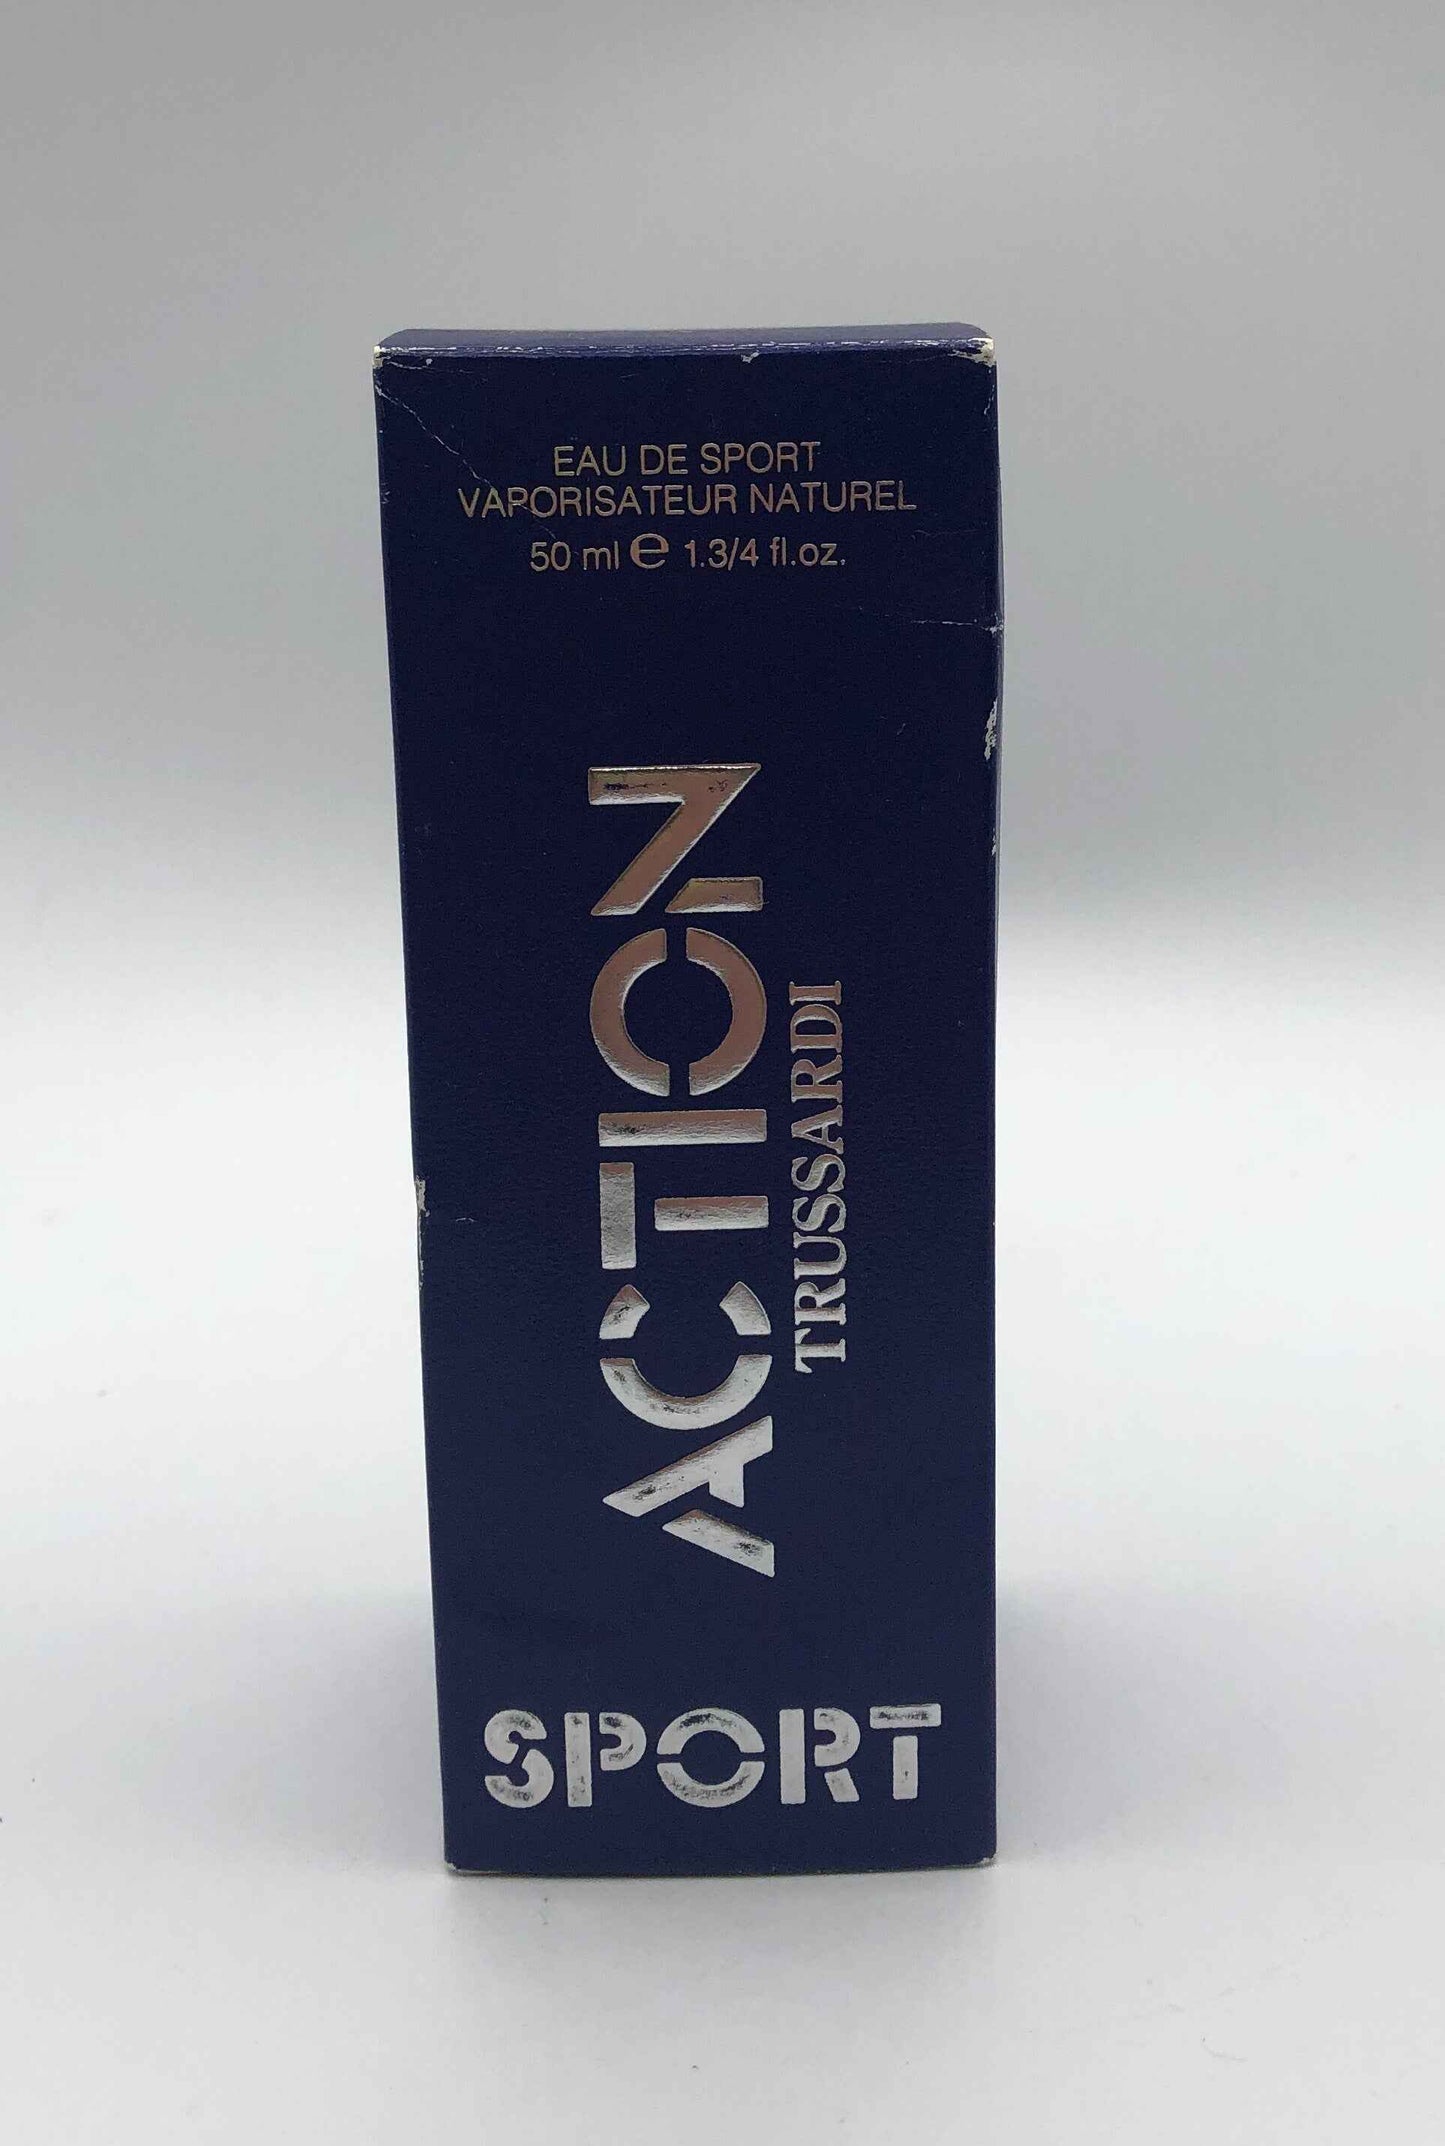 EAU DE SPORT
VAPORISATEUR NATUREL
50 ml e 1.3/4 fl.oz.
ACTION
TRUSSARDI
SPORT